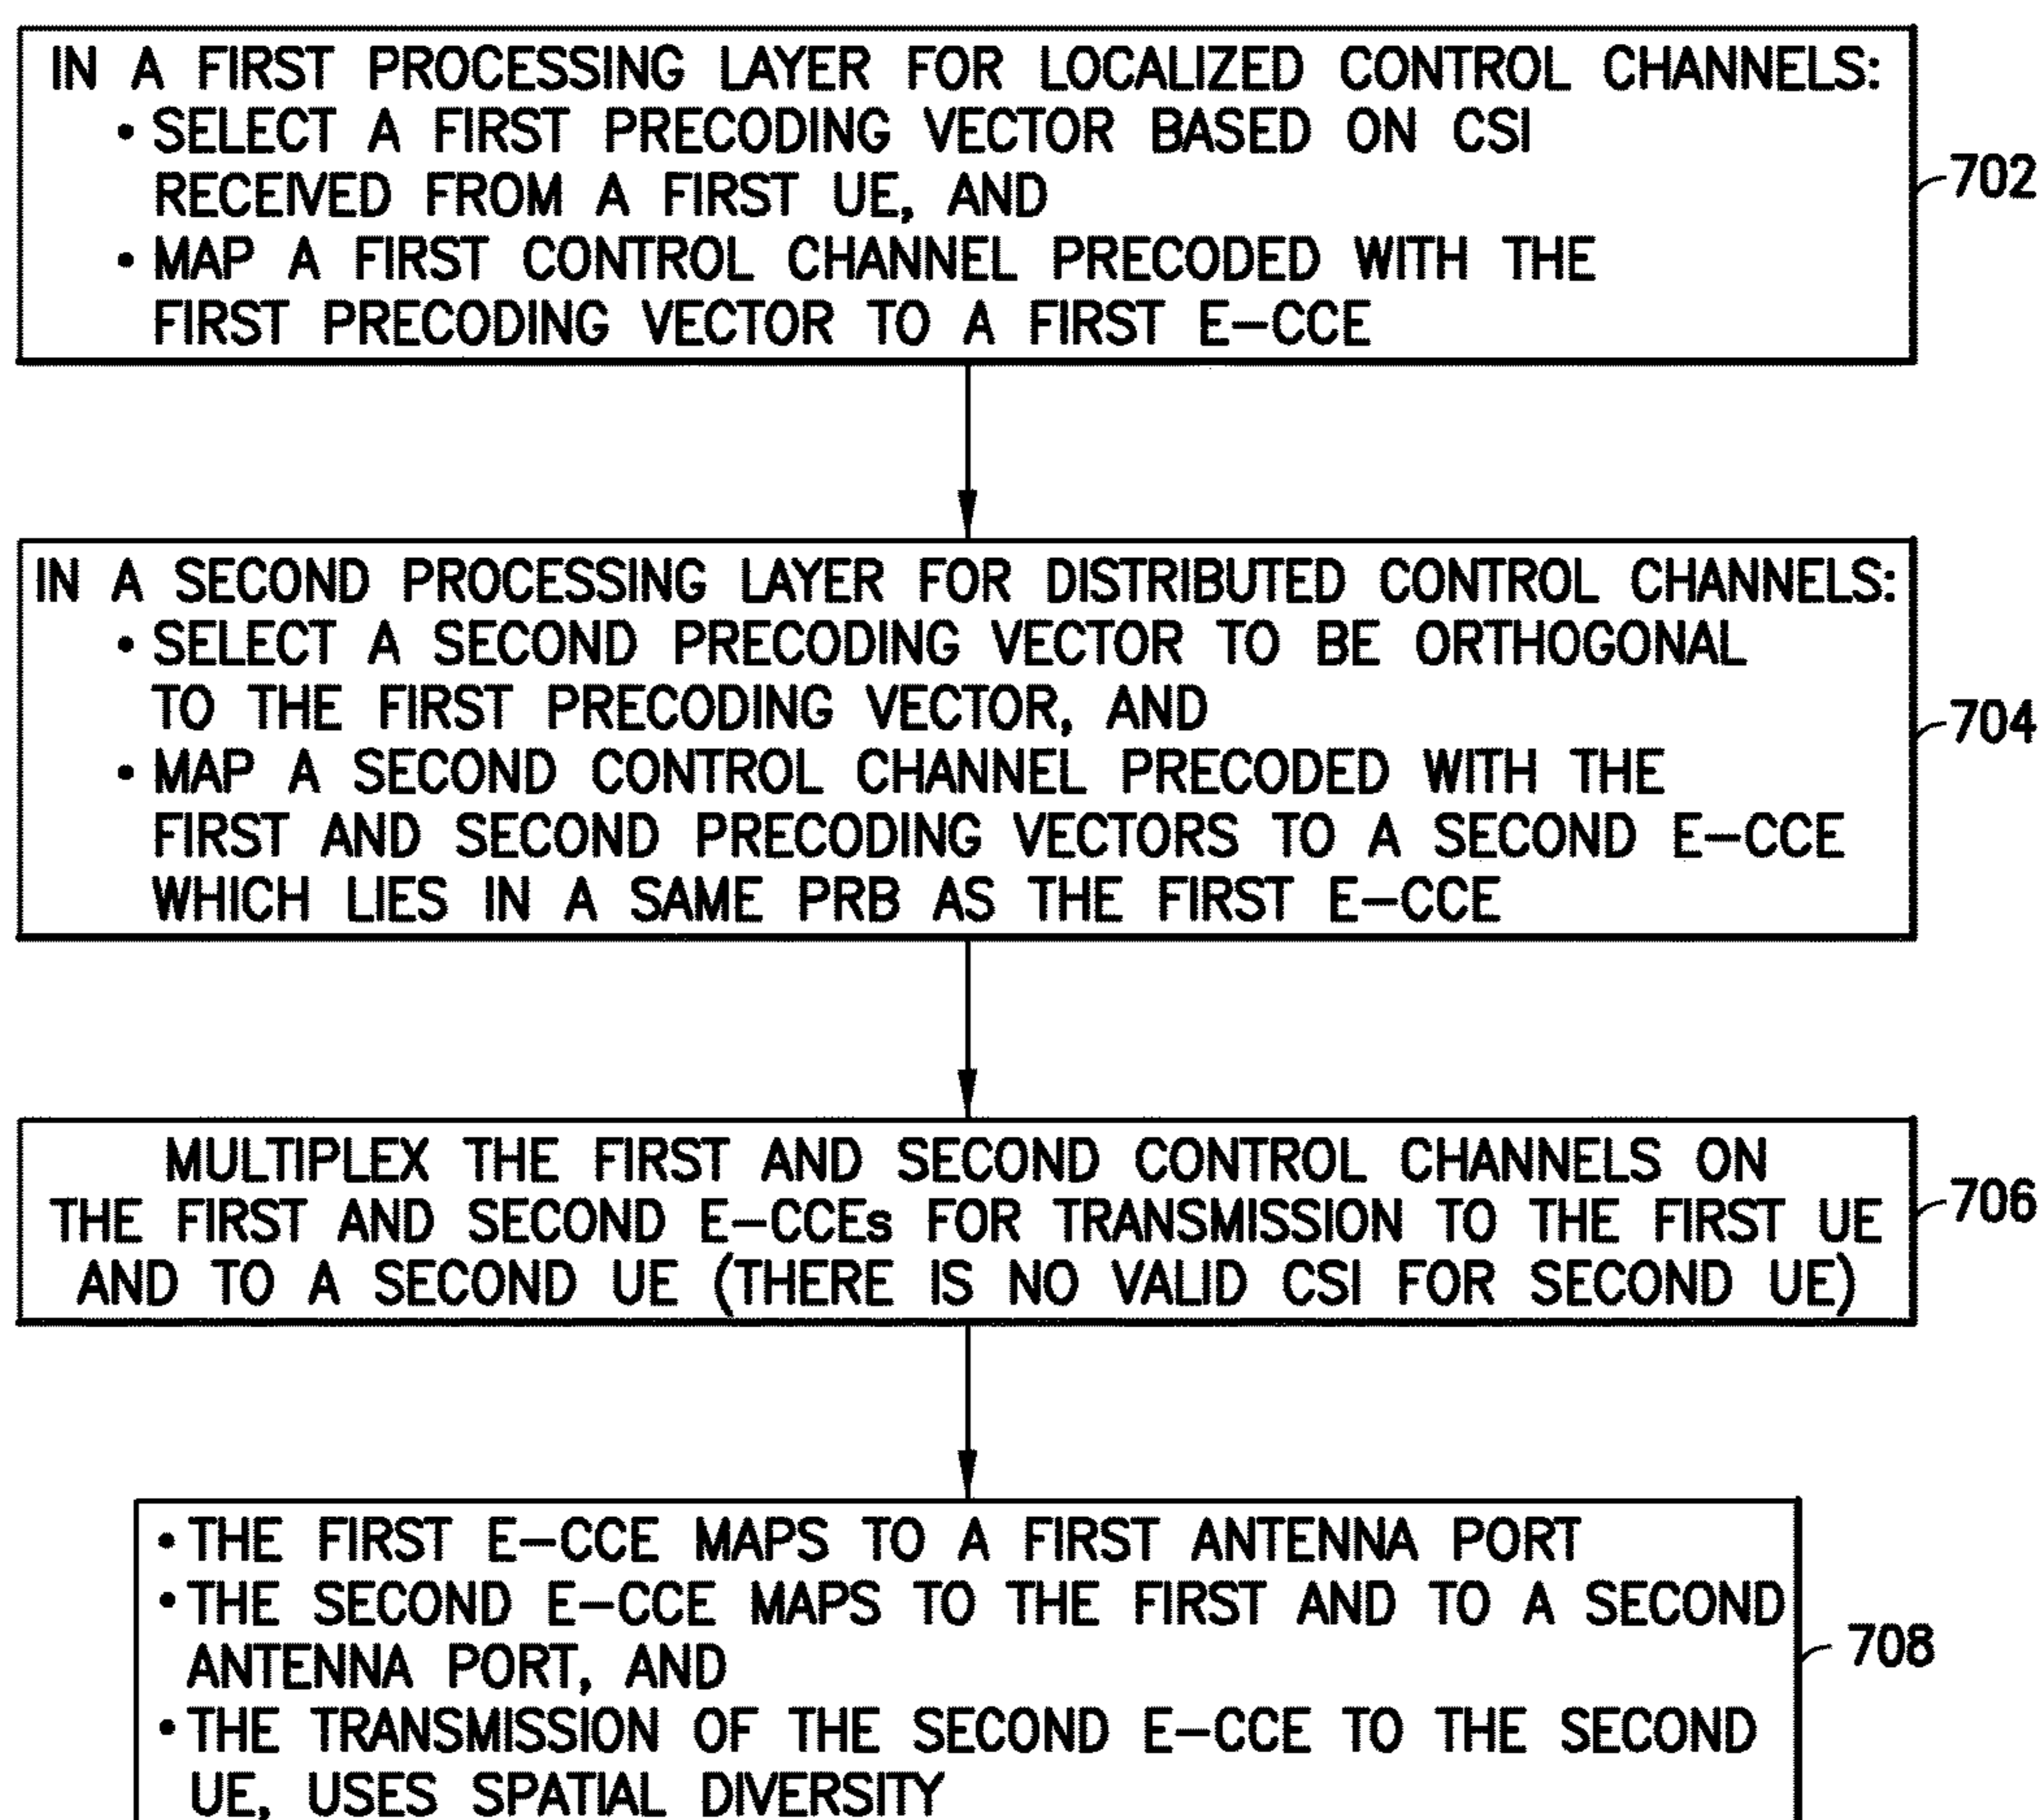 IN A FIRST PROCESSING LAYER FOR LOCALIZED CONTROL CHANNELS:
• SELECT A FIRST PRECODING VECTOR BASED ON CSI
RECEIVED FROM A FIRST UE, AND
• MAP A FIRST CONTROL CHANNEL PRECODED WITH THE
FIRST PRECODING VECTOR TO A FIRST E-CCE
702
IN A SECOND PROCESSING LAYER FOR DISTRIBUTED CONTROL CHANNELS:
• SELECT A SECOND PRECODING VECTOR TO BE ORTHOGONAL
TO THE FIRST PRECODING VECTOR, AND
• MAP A SECOND CONTROL CHANNEL PRECODED WITH THE
FIRST AND SECOND PRECODING VECTORS TO A SECOND E-CCE
WHICH LIES IN A SAME PRB AS THE FIRST E-CCE
704
MULTIPLEX THE FIRST AND SECOND CONTROL CHANNELS ON
THE FIRST AND SECOND E-CCEs FOR TRANSMISSION TO THE FIRST UE
AND TO A SECOND UE (THERE IS NO VALID CSI FOR SECOND UE)
706
• THE FIRST E-CCE MAPS TO A FIRST ANTENNA PORT
• THE SECOND E-CCE MAPS TO THE FIRST AND TO A SECOND
ANTENNA PORT, AND
• THE TRANSMISSION OF THE SECOND E-CCE TO THE SECOND
UE, USES SPATIAL DIVERSITY
708